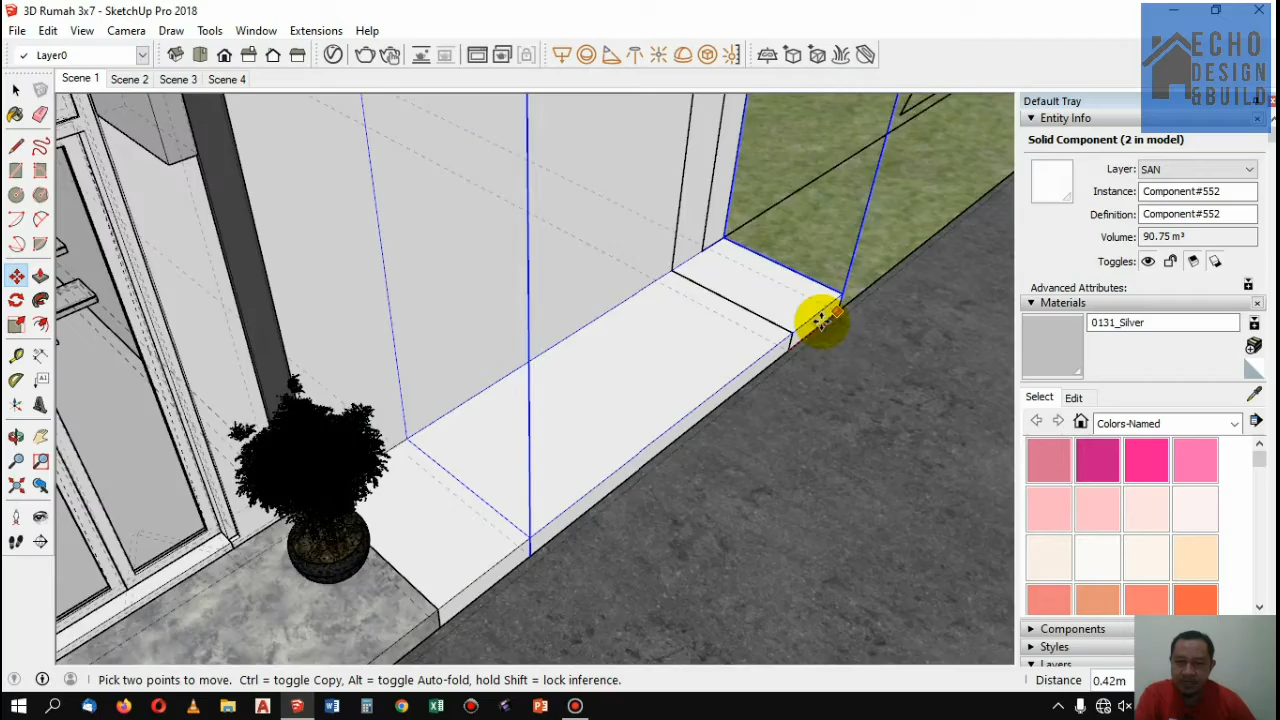 3D Rumah 3x7 - SketchUp Pro 2018
File Edit View Camera Draw Tools Window Extensions Help
Layer0
Scene 1 Scene 2 Scene 3 Scene 4
ECHO
DESIGN
&BUILD
Default Tray
Entity Info
Solid Component (2 in model)
Layer: SAN
Instance: Component#552
Definition: Component#552
Volume: 90.75 m³
Toggles:
Advanced Attributes:
Materials
0131_Silver
Select Edit
Colors-Named
Components
Styles
Layers
Pick two points to move. Ctrl = toggle Copy, Alt = toggle Auto-fold, hold Shift = lock inference.
Distance 0.42m